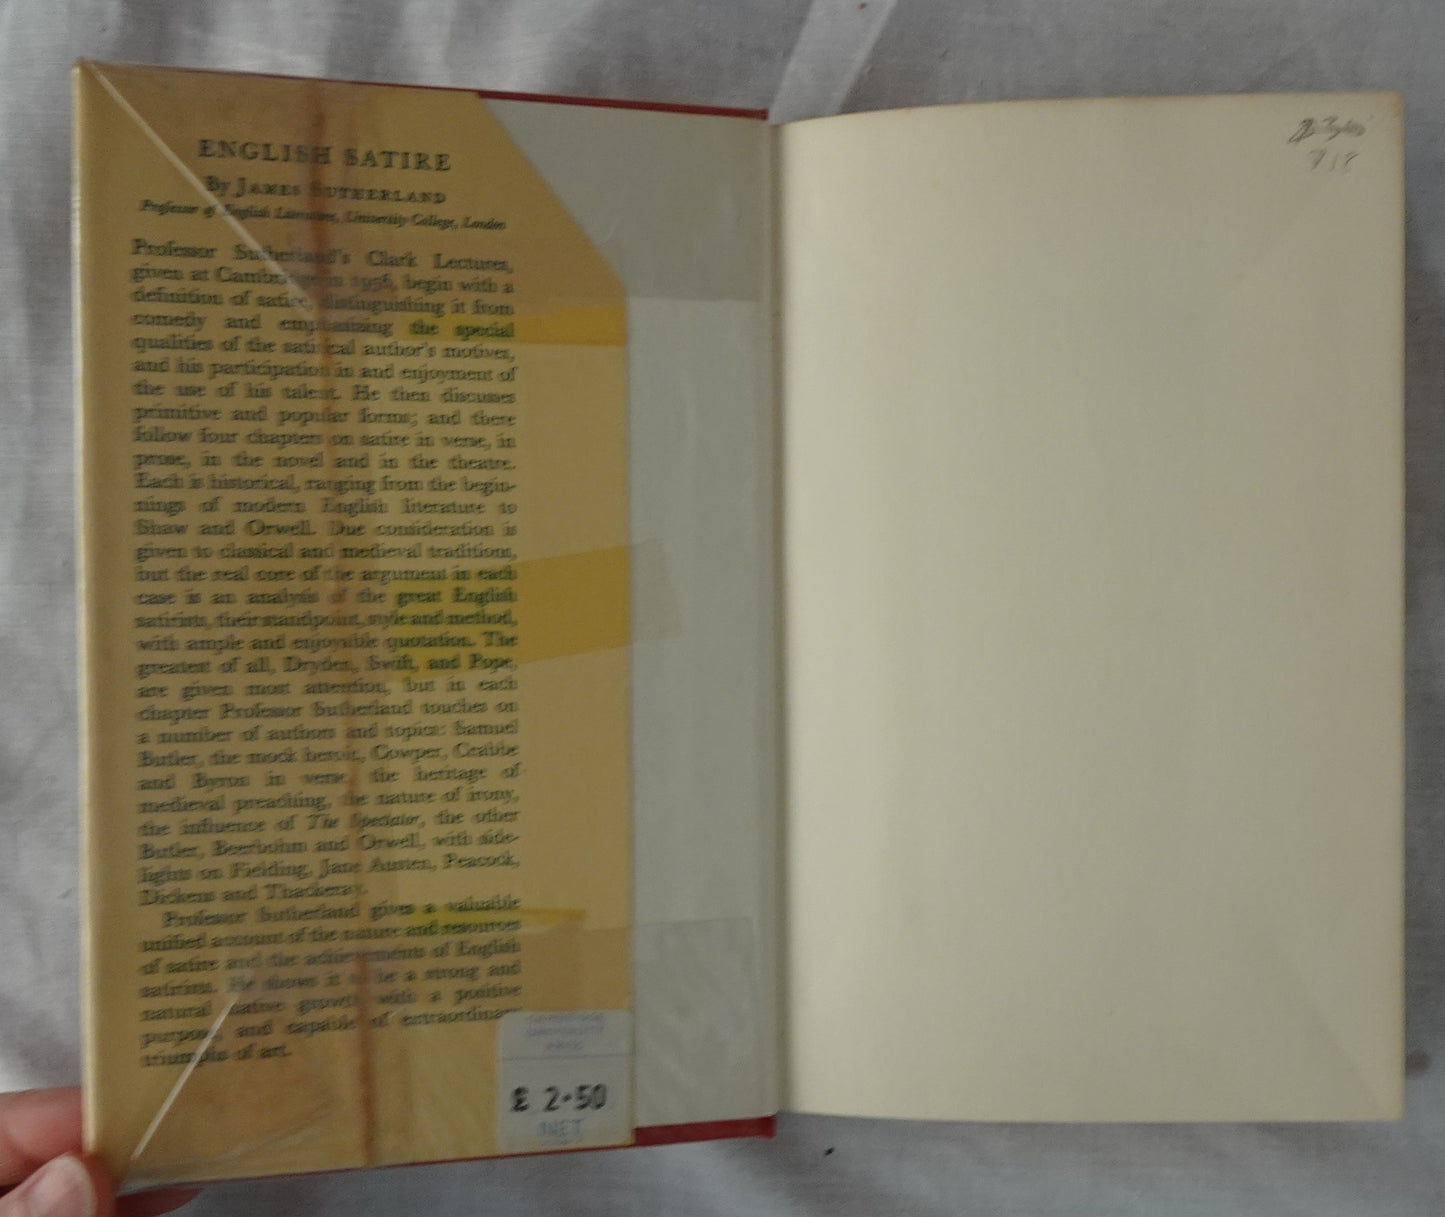 ENGLISH SATIRE
By JAMES SUTHERLAND
Professor of English Literature, University College, London
Professor Sutherland's Clark Lectures,
given at Cambridge in 1956, begin with a
definition of satire, distinguishing it from
comedy and emphasizing the special
qualities of the satirical author's motives,
and his participation in and enjoyment of
the use of his talent. He then discusses
primitive and popular forms; and there
follow four chapters on satire in verse, in
prose, in the novel and in the theatre.
Each is historical, ranging from the begin-
nings of modern English literature to
Shaw and Orwell. Due consideration is
given to classical and medieval traditions,
but the real core of the argument in each
case is an analysis of the great English
satirists, their standpoint, style and method,
with ample and enjoyable quotation. The
greatest of all, Dryden, Swift, and Pope,
are given most attention, but in each
chapter Professor Sutherland touches on
a number of authors and topics: Samuel
Butler, the mock heroic, Cowper, Crabbe
and Byron in verse, the heritage of
medieval preaching, the nature of irony,
the influence of The Spectator, the other
Butler, Beerbohm and Orwell, with side-
lights on Fielding, Jane Austen, Peacock,
Dickens and Thackeray.
Professor Sutherland gives a valuable
unified account of the nature and resources
of satire and the achievements of English
satirists. He shows it to be a strong and
natural native growth with a positive
purpose, and capable of extraordinary
triumphs of art.
CAMBRIDGE
UNIVERSITY
PRESS
£ 2·50
NET